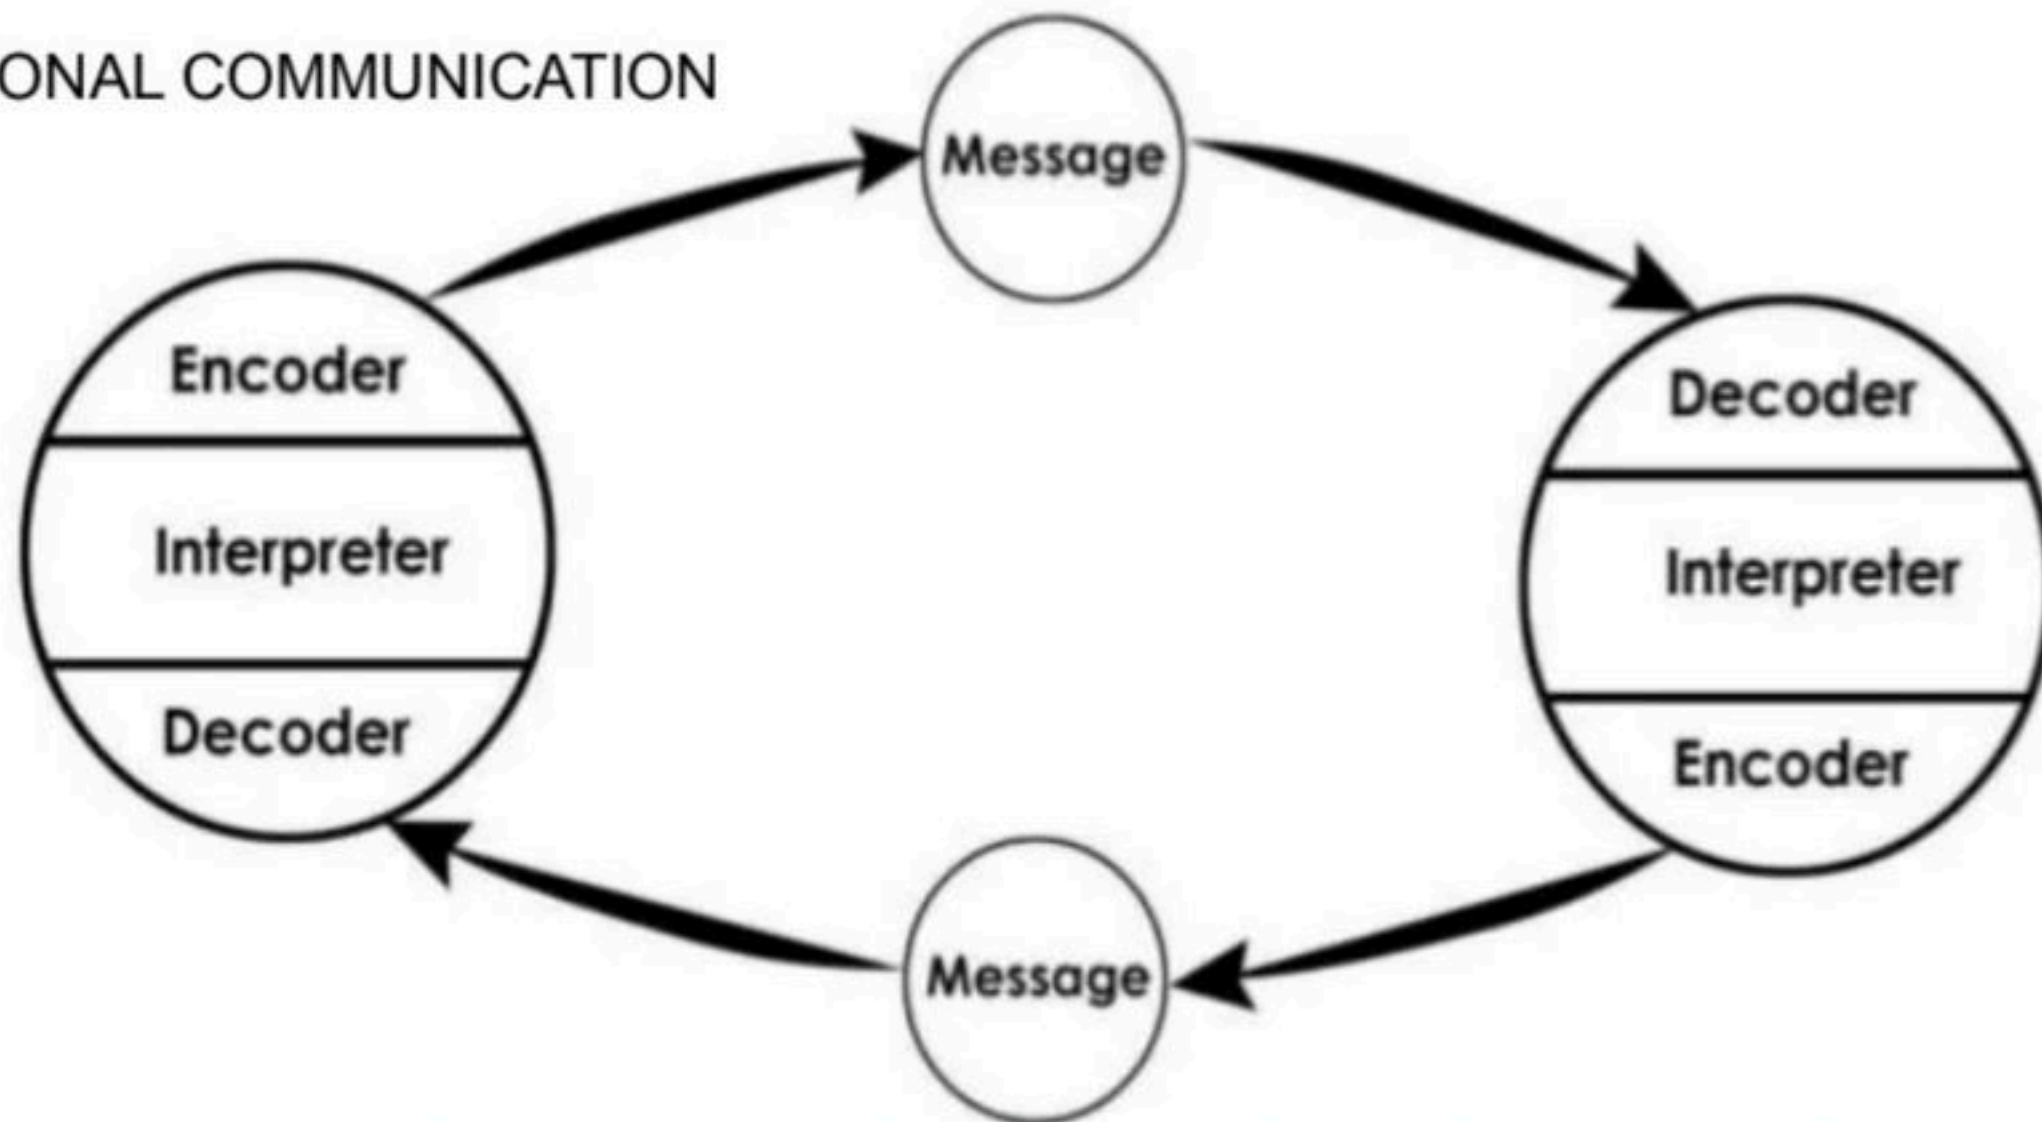 ONAL COMMUNICATION
Message
Encoder
Interpreter
Decoder
Decoder
Interpreter
Encoder
Message